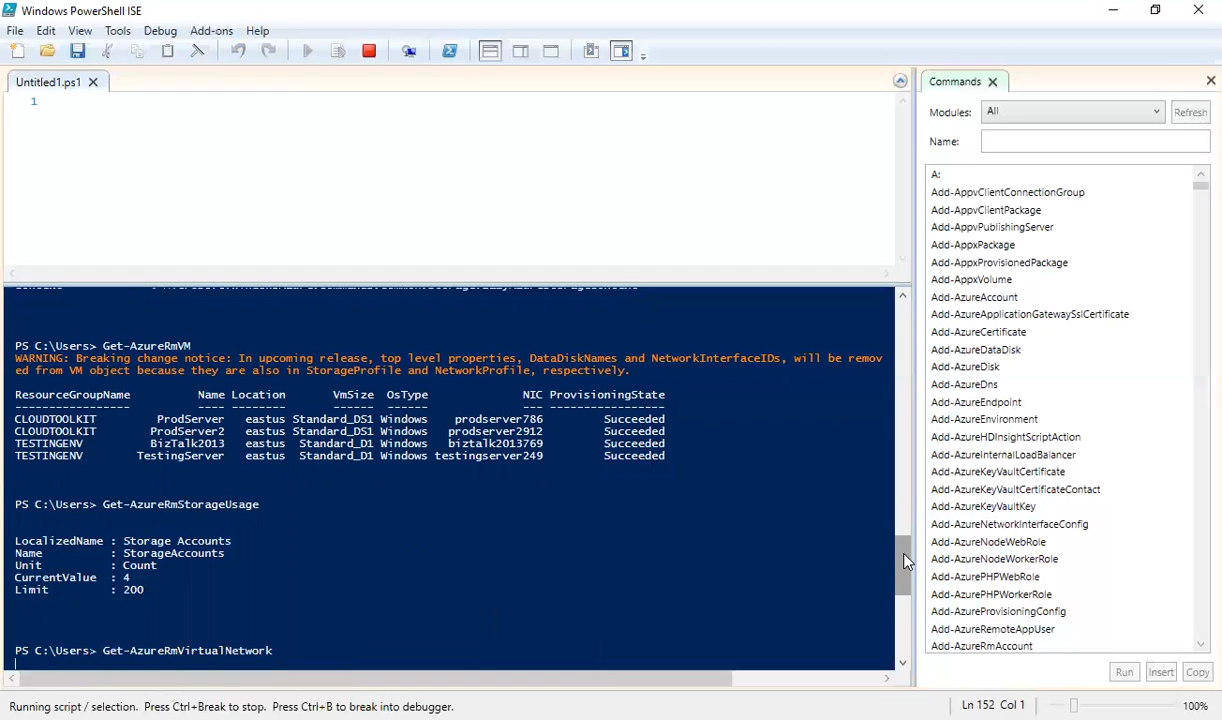 Windows PowerShell ISE
File Edit View Tools Debug Add-ons Help
Untitled1.ps1
1
PS C:\Users> Get-AzureRmVM
WARNING: Breaking change notice: In upcoming release, top level properties, DataDiskNames and NetworkInterfaceIDs, will be remov
ed from VM object because they are also in StorageProfile and NetworkProfile, respectively.
ResourceGroupName Name Location VmSize OsType NIC ProvisioningState
----------------- ---- -------- ------ ------ --- -----------------
CLOUDTOOLKIT ProdServer eastus Standard_DS1 Windows prodserver786 Succeeded
CLOUDTOOLKIT ProdServer2 eastus Standard_DS1 Windows prodserver2912 Succeeded
TESTINGENV BizTalk2013 eastus Standard_D1 Windows biztalk2013769 Succeeded
TESTINGENV TestingServer eastus Standard_D1 Windows testingserver249 Succeeded
PS C:\Users> Get-AzureRmStorageUsage
LocalizedName : Storage Accounts
Name : StorageAccounts
Unit : Count
CurrentValue : 4
Limit : 200
PS C:\Users> Get-AzureRmVirtualNetwork
Commands
Modules: All Refresh
Name:
A:
Add-AppvClientConnectionGroup
Add-AppvClientPackage
Add-AppvPublishingServer
Add-AppxPackage
Add-AppxProvisionedPackage
Add-AppxVolume
Add-AzureAccount
Add-AzureApplicationGatewaySslCertificate
Add-AzureCertificate
Add-AzureDataDisk
Add-AzureDisk
Add-AzureDns
Add-AzureEndpoint
Add-AzureEnvironment
Add-AzureHDInsightScriptAction
Add-AzureInternalLoadBalancer
Add-AzureKeyVaultCertificate
Add-AzureKeyVaultCertificateContact
Add-AzureKeyVaultKey
Add-AzureNetworkInterfaceConfig
Add-AzureNodeWebRole
Add-AzureNodeWorkerRole
Add-AzurePHPWebRole
Add-AzurePHPWorkerRole
Add-AzureProvisioningConfig
Add-AzureRemoteAppUser
Add-AzureRmAccount
Run Insert Copy
Running script / selection. Press Ctrl+Break to stop. Press Ctrl+B to break into debugger.
Ln 152 Col 1 100%